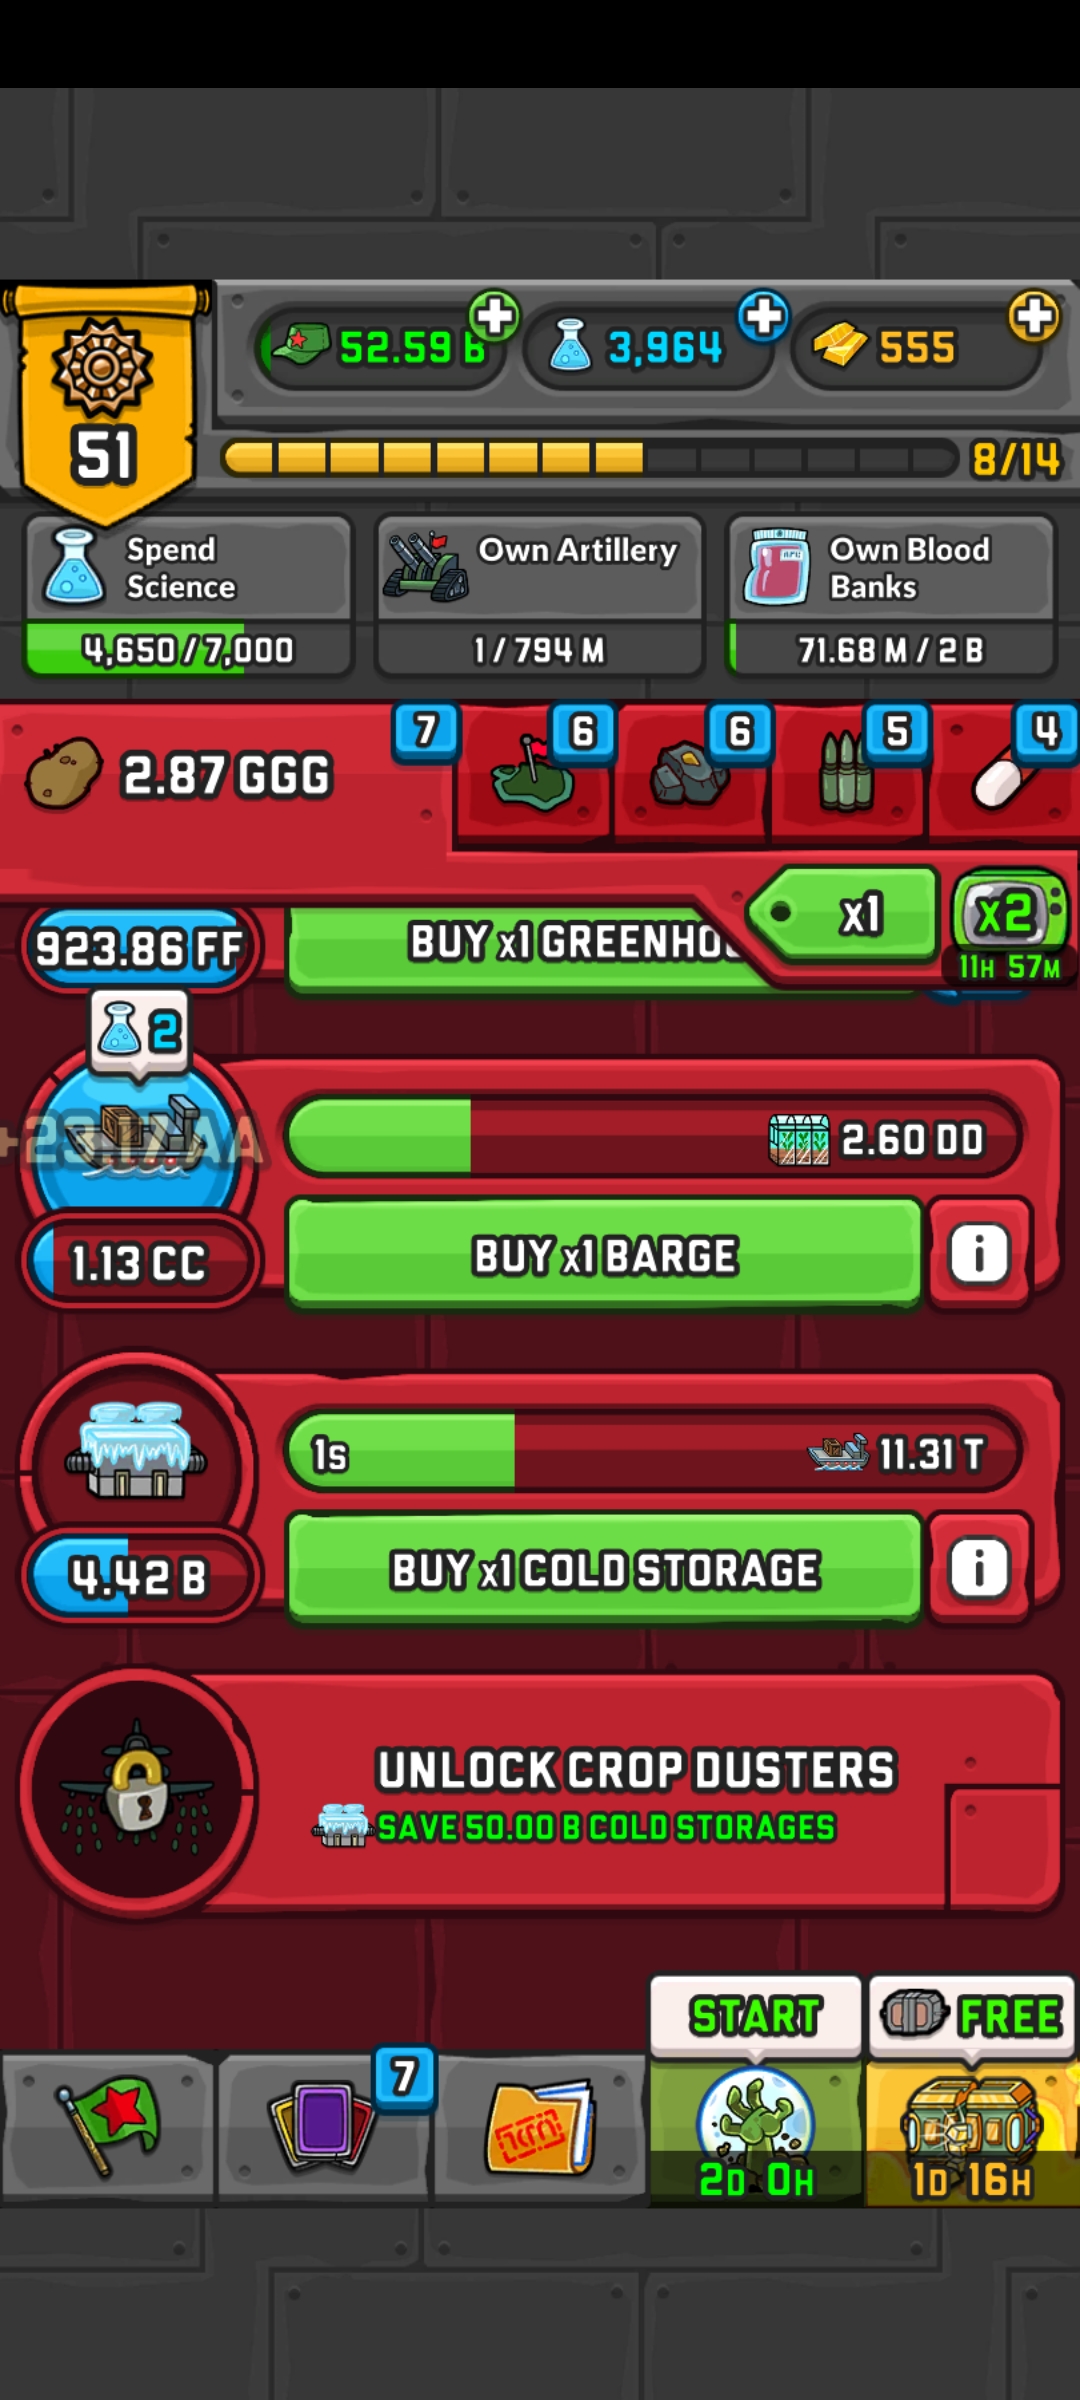 52.59 B
3,964
555
51
8/14
Spend
Science
4,650/7,000
Own Artillery
1/794 M
Own Blood
Banks
71.68 M / 2 B
2.87 GGG
7
6
6
5
4
x1
x2
11H 57M
923.86 FF
BUY x1 GREENHO
2
+23.17 AA
2.60 DD
1.13 CC
BUY x1 BARGE
i
1s
11.31 T
4.42 B
BUY x1 COLD STORAGE
i
UNLOCK CROP DUSTERS
SAVE 50.00 B COLD STORAGES
START
FREE
7
2D 0H
1D 16H